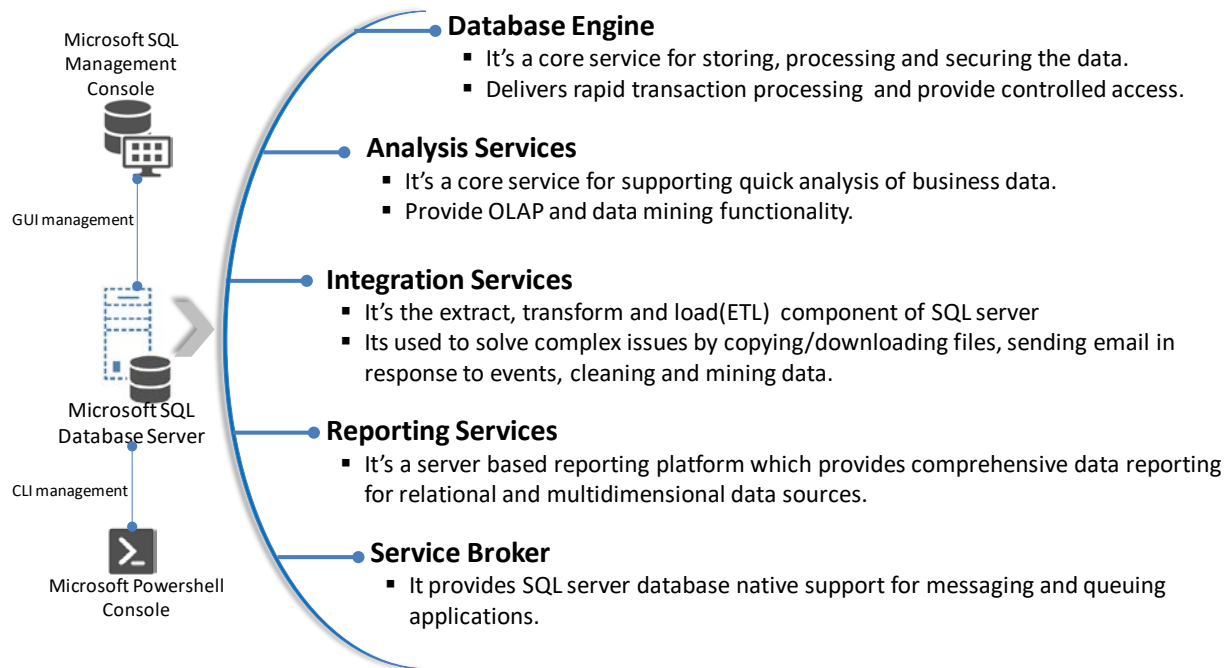 Microsoft SQL
Management
Console
GUI management
Microsoft SQL
Database Server
CLI management
Microsoft Powershell
Console
Database Engine
▪ It's a core service for storing, processing and securing the data.
▪ Delivers rapid transaction processing and provide controlled access.
Analysis Services
▪ It's a core service for supporting quick analysis of business data.
▪ Provide OLAP and data mining functionality.
Integration Services
▪ It's the extract, transform and load(ETL) component of SQL server
▪ Its used to solve complex issues by copying/downloading files, sending email in
response to events, cleaning and mining data.
Reporting Services
▪ It's a server based reporting platform which provides comprehensive data reporting
for relational and multidimensional data sources.
Service Broker
▪ It provides SQL server database native support for messaging and queuing
applications.